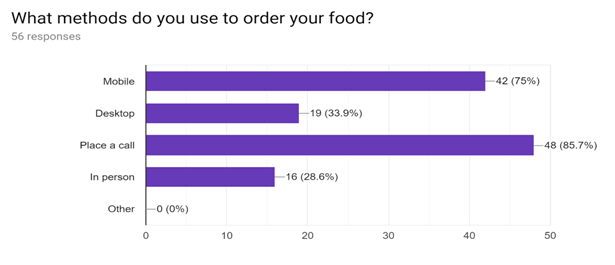 What methods do you use to order your food?
56 responses
Mobile 42 (75%)
Desktop 19 (33.9%)
Place a call 48 (85.7%)
In person 16 (28.6%)
Other 0 (0%)
0 10 20 30 40 50